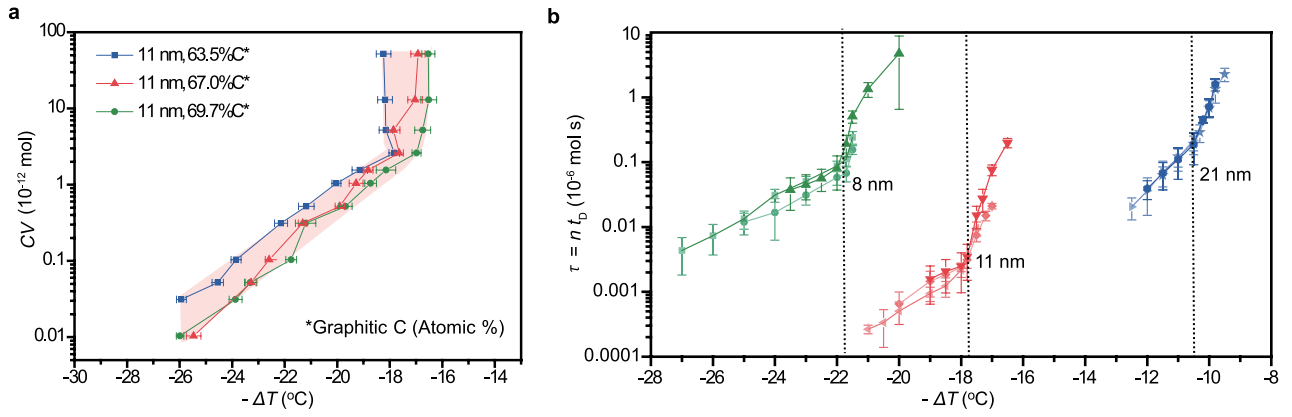 a
100
10
1
0.1
0.01
CV (10⁻¹² mol)
11 nm, 63.5%C*
11 nm, 67.0%C*
11 nm, 69.7%C*
*Graphitic C (Atomic %)
-30 -28 -26 -24 -22 -20 -18 -16 -14
- ΔT (°C)
b
10
1
0.1
0.01
0.001
0.0001
τ = n t_D (10⁻⁶ mol s)
8 nm
11 nm
21 nm
-28 -26 -24 -22 -20 -18 -16 -14 -12 -10 -8
- ΔT (°C)